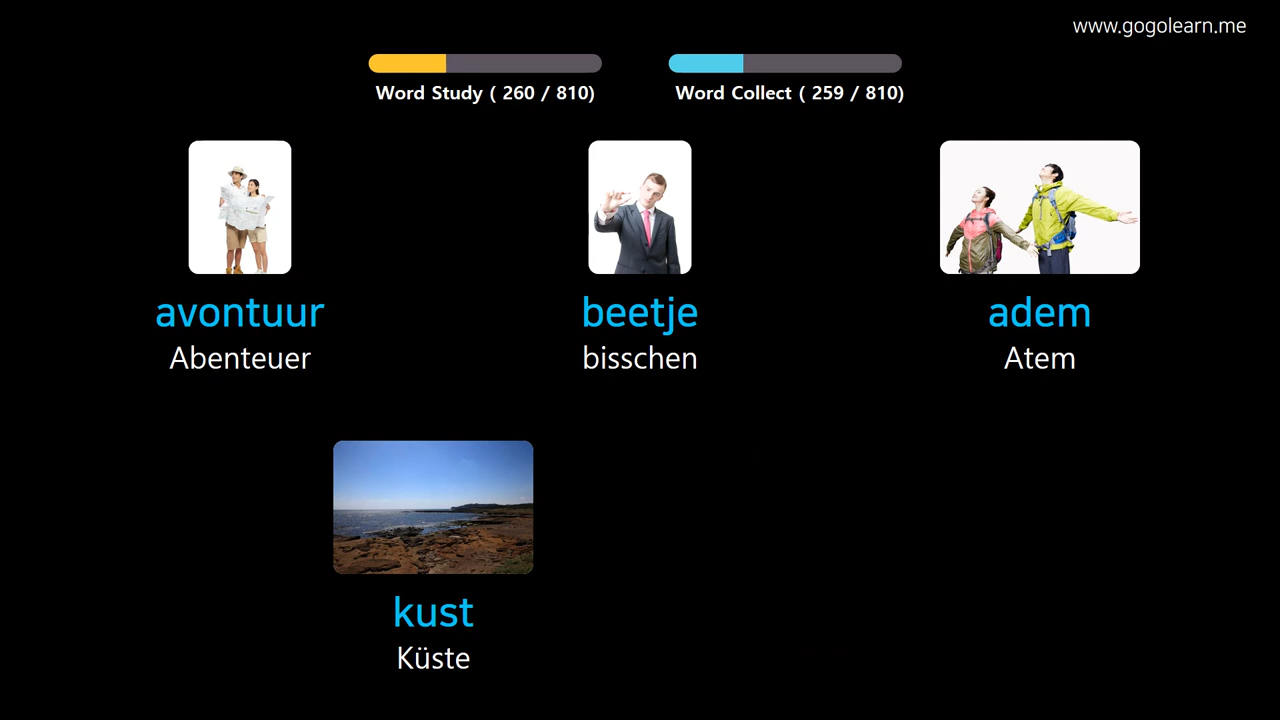 www.gogolearn.me
Word Study ( 260 / 810)
Word Collect ( 259 / 810)
avontuur
Abenteuer
beetje
bisschen
adem
Atem
kust
Küste